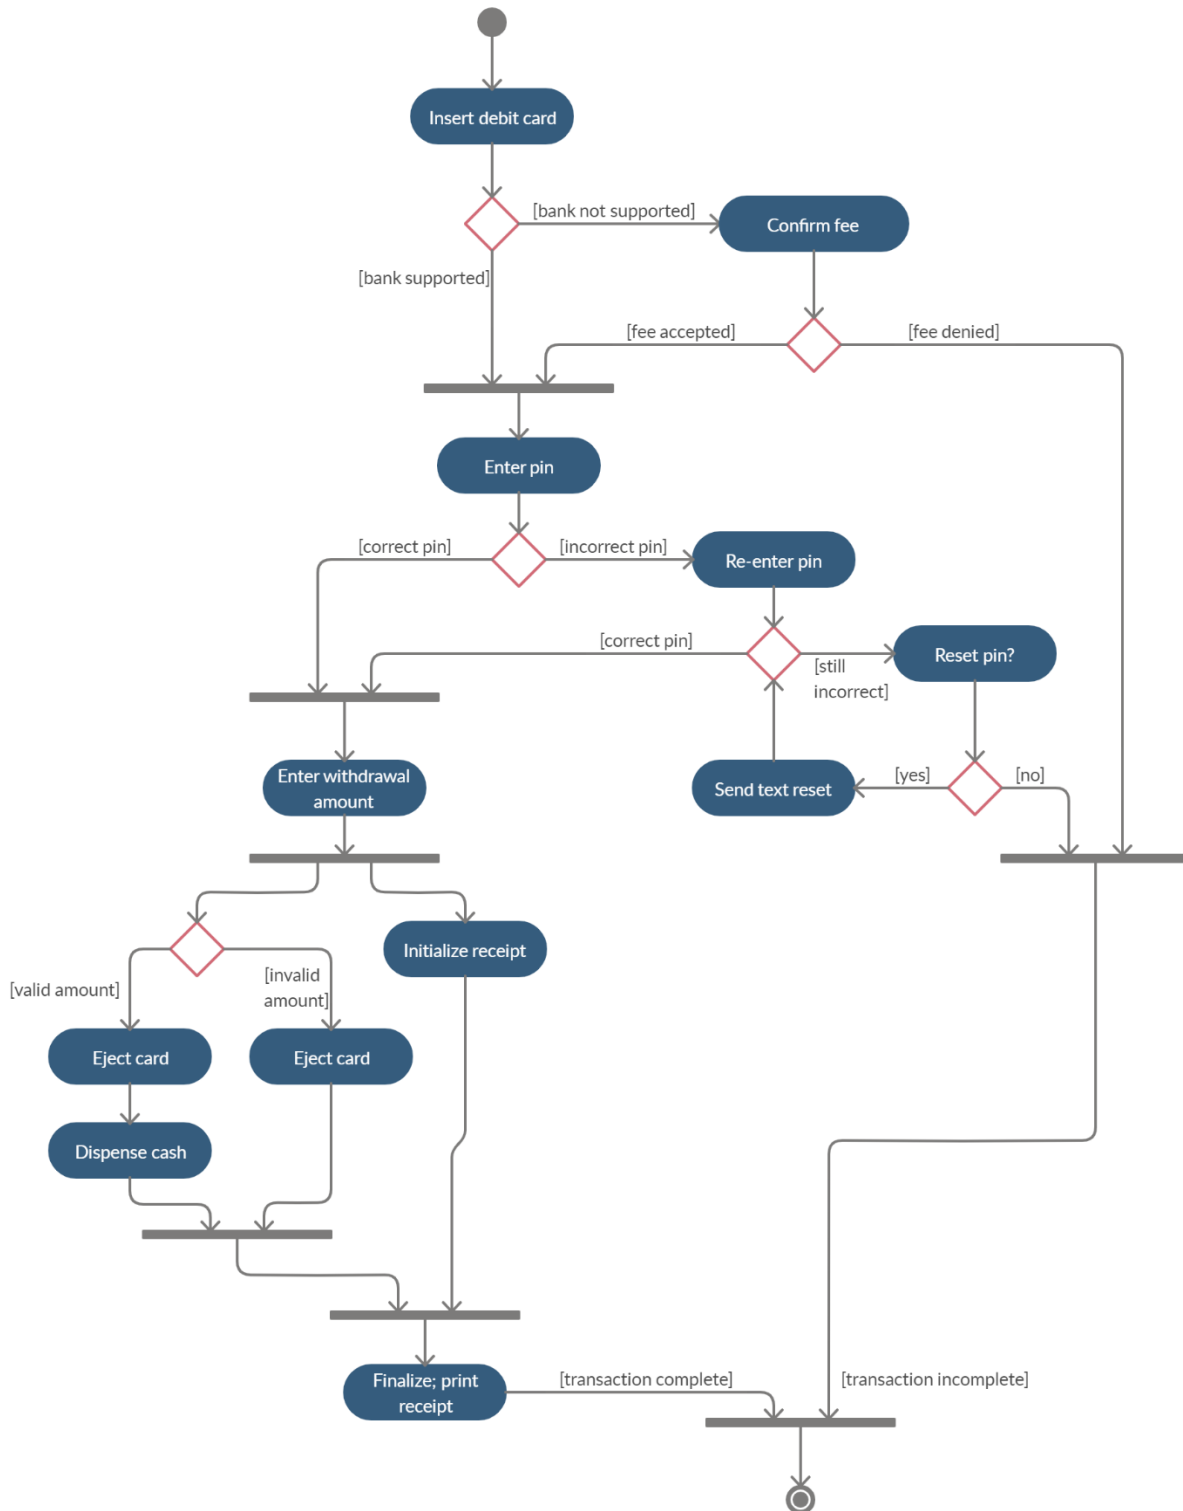 Insert debit card
[bank not supported]
Confirm fee
[bank supported]
[fee accepted]
[fee denied]
Enter pin
[correct pin]
[incorrect pin]
Re-enter pin
[correct pin]
[still
incorrect]
Reset pin?
Enter withdrawal
amount
Send text reset
[yes]
[no]
Initialize receipt
[valid amount]
[invalid
amount]
Eject card
Eject card
Dispense cash
Finalize; print
receipt
[transaction complete]
[transaction incomplete]